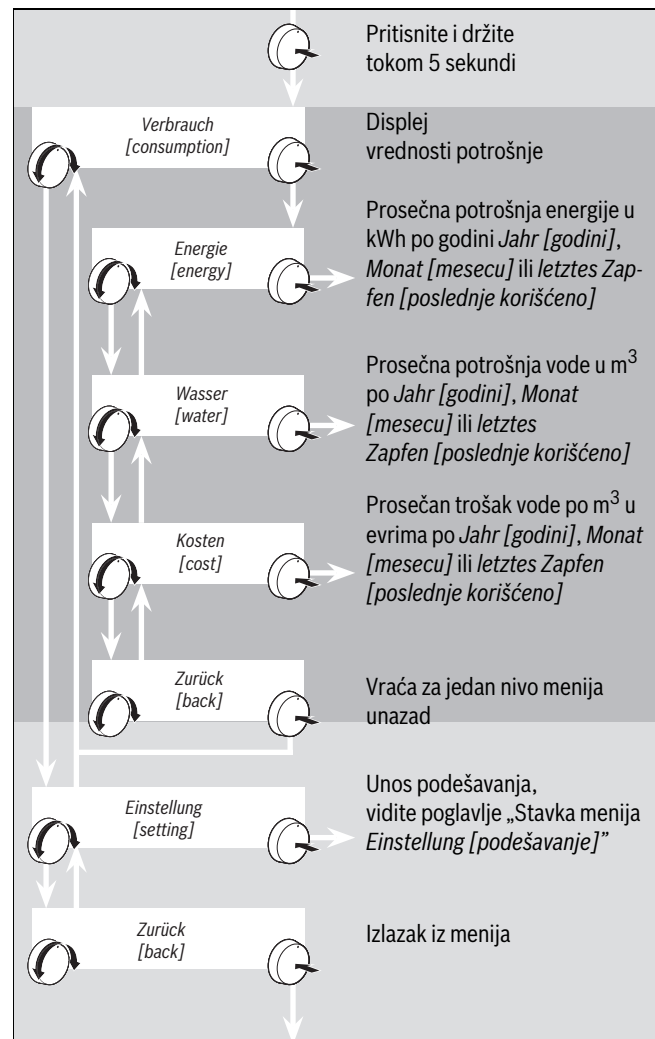 Pritisnite i držite
tokom 5 sekundi
Verbrauch
[consumption]
Displej
vrednosti potrošnje
Energie
[energy]
Prosečna potrošnja energije u
kWh po godini Jahr [godini],
Monat [mesecu] ili letztes Zap-
fen [poslednje korišćeno]
Wasser
[water]
Prosečna potrošnja vode u m³
po Jahr [godini], Monat
[mesecu] ili letztes
Zapfen [poslednje korišćeno]
Kosten
[cost]
Prosečan trošak vode po m³ u
evrima po Jahr [godini], Monat
[mesecu] ili letztes Zapfen
[poslednje korišćeno]
Zurück
[back]
Vraća za jedan nivo menija
unazad
Einstellung
[setting]
Unos podešavanja,
vidite poglavlje „Stavka menija
Einstellung [podešavanje]”
Zurück
[back]
Izlazak iz menija